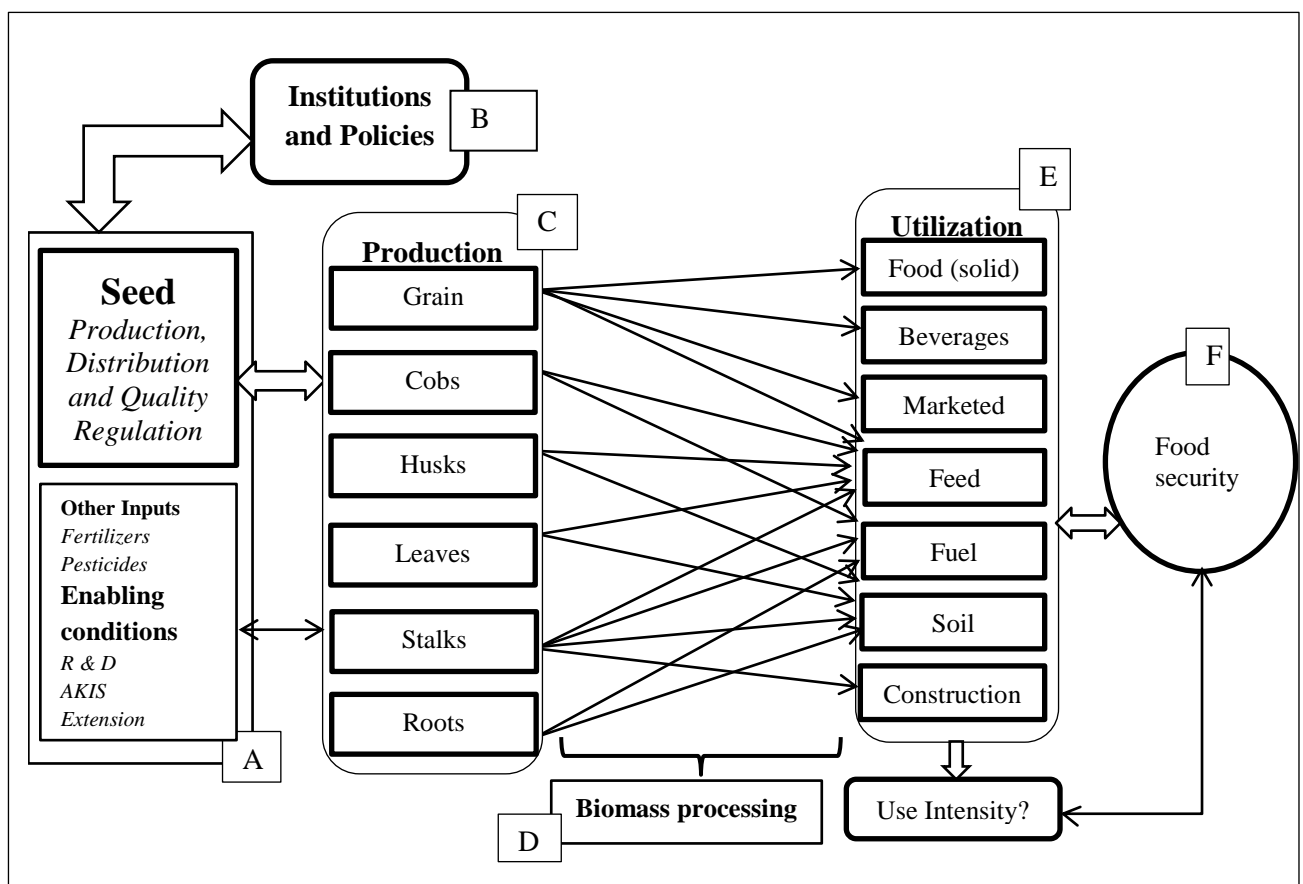 Institutions
and Policies
B
Seed
Production,
Distribution
and Quality
Regulation
Other Inputs
Fertilizers
Pesticides
Enabling
conditions
R & D
AKIS
Extension
A
C
Production
Grain
Cobs
Husks
Leaves
Stalks
Roots
Biomass processing
D
E
Utilization
Food (solid)
Beverages
Marketed
Feed
Fuel
Soil
Construction
Use Intensity?
F
Food
security